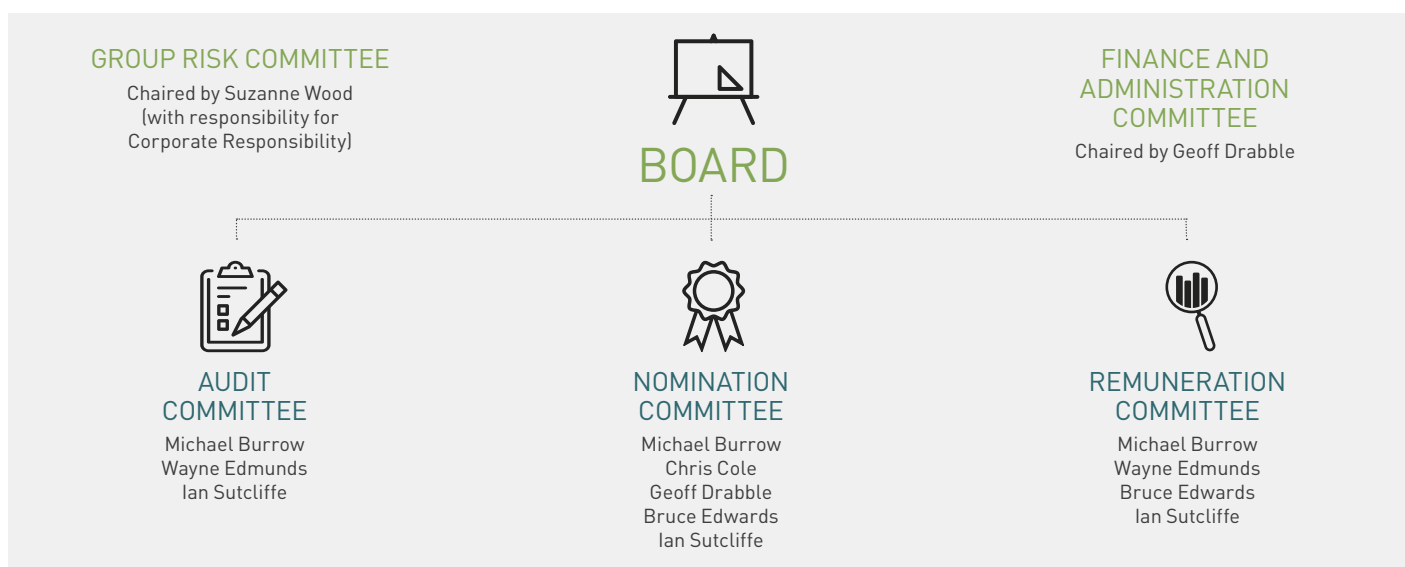 GROUP RISK COMMITTEE
Chaired by Suzanne Wood
(with responsibility for
Corporate Responsibility)
BOARD
FINANCE AND
ADMINISTRATION
COMMITTEE
Chaired by Geoff Drabble
AUDIT
COMMITTEE
Michael Burrow
Wayne Edmunds
Ian Sutcliffe
NOMINATION
COMMITTEE
Michael Burrow
Chris Cole
Geoff Drabble
Bruce Edwards
Ian Sutcliffe
REMUNERATION
COMMITTEE
Michael Burrow
Wayne Edmunds
Bruce Edwards
Ian Sutcliffe